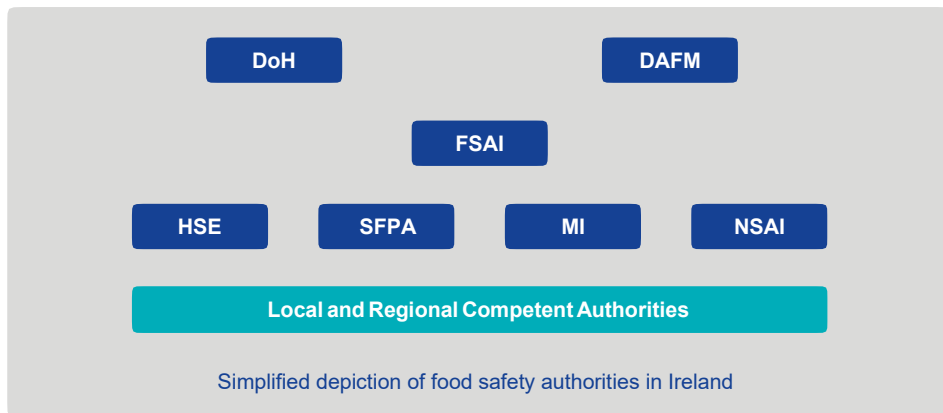 DoH
DAFM
FSAI
HSE
SFPA
MI
NSAI
Local and Regional Competent Authorities
Simplified depiction of food safety authorities in Ireland